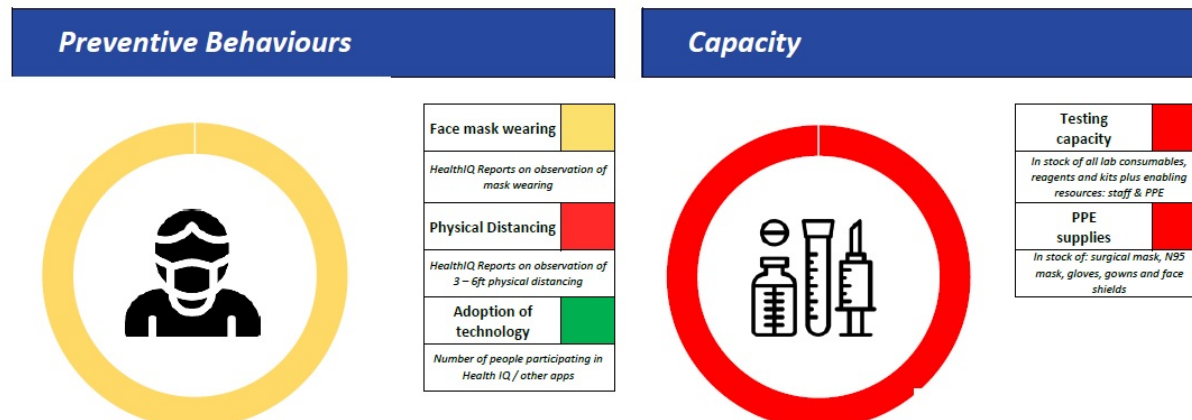 Preventive Behaviours
Face mask wearing
HealthIQ Reports on observation of
mask wearing
Physical Distancing
HealthIQ Reports on observation of
3 – 6ft physical distancing
Adoption of
technology
Number of people participating in
Health IQ / other apps
Capacity
Testing
capacity
In stock of all lab consumables,
reagents and kits plus enabling
resources: staff & PPE
PPE
supplies
In stock of: surgical mask, N95
mask, gloves, gowns and face
shields